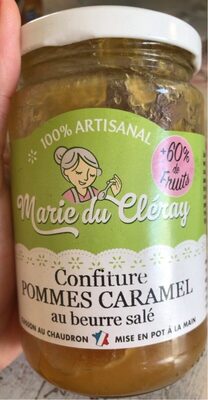 100% ARTISANAL
+60%
de
Fruits
Marie du Cléray
Confiture
POMMES CARAMEL
au beurre salé
CUISSON AU CHAUDRON MISE EN POT À LA MAIN